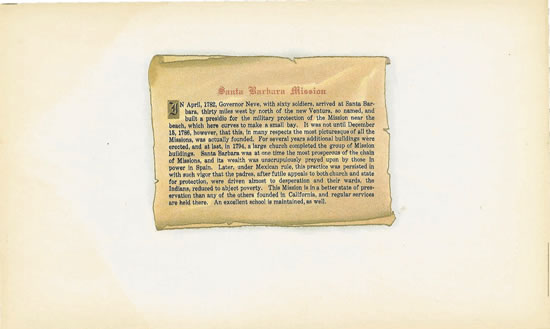 Santa Barbara Mission
IN April, 1782, Governor Neve, with sixty soldiers, arrived at Santa Bar-
bara, thirty miles west by north of the new Ventura, so named, and
built a presidio for the military protection of the Mission near the
beach, which here curves to make a small bay. It was not until December
15, 1786, however, that this, in many respects the most picturesque of all the
Missions, was actually founded. For several years additional buildings were
erected, and at last, in 1794, a large church completed the group of Mission
buildings. Santa Barbara was at one time the most prosperous of the chain
of Missions, and its wealth was unscrupulously preyed upon by those in
power in Spain. Later, under Mexican rule, this practice was persisted in
with such vigor that the padres, after futile appeals to both church and state
for protection, were driven almost to desperation and their wards, the
Indians, reduced to abject poverty. This Mission is in a better state of pres-
ervation than any of the others founded in California, and regular services
are held there. An excellent school is maintained, as well.